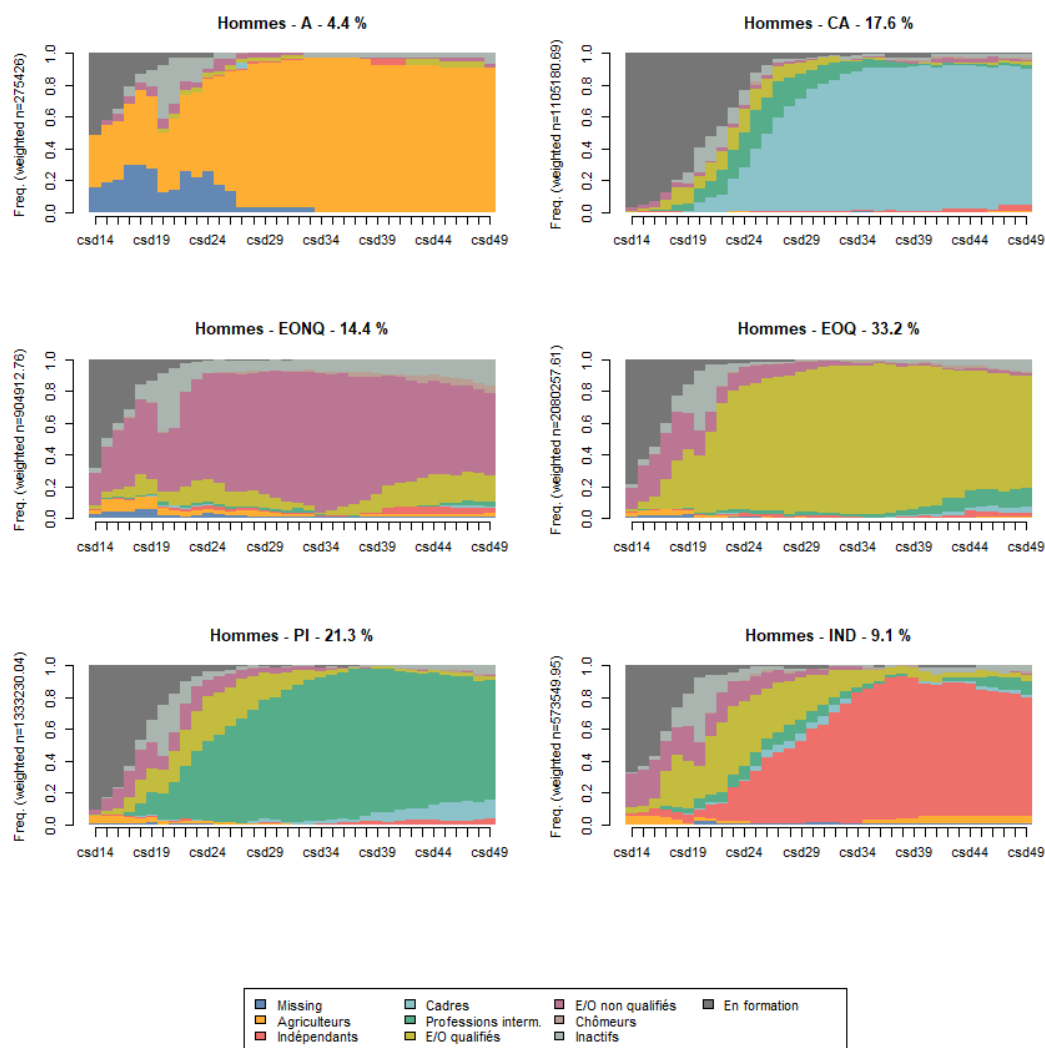 Hommes - A - 4.4 %
Freq. (weighted n=275426)
0.0 0.2 0.4 0.6 0.8 1.0
csd14 csd19 csd24 csd29 csd34 csd39 csd44 csd49
Hommes - CA - 17.6 %
Freq. (weighted n=1105180.69)
0.0 0.2 0.4 0.6 0.8 1.0
csd14 csd19 csd24 csd29 csd34 csd39 csd44 csd49
Hommes - EONQ - 14.4 %
Freq. (weighted n=904912.76)
0.0 0.2 0.4 0.6 0.8 1.0
csd14 csd19 csd24 csd29 csd34 csd39 csd44 csd49
Hommes - EOQ - 33.2 %
Freq. (weighted n=2080257.61)
0.0 0.2 0.4 0.6 0.8 1.0
csd14 csd19 csd24 csd29 csd34 csd39 csd44 csd49
Hommes - PI - 21.3 %
Freq. (weighted n=1333230.04)
0.0 0.2 0.4 0.6 0.8 1.0
csd14 csd19 csd24 csd29 csd34 csd39 csd44 csd49
Hommes - IND - 9.1 %
Freq. (weighted n=573549.95)
0.0 0.2 0.4 0.6 0.8 1.0
csd14 csd19 csd24 csd29 csd34 csd39 csd44 csd49
Missing
Agriculteurs
Indépendants
Cadres
Professions interm.
E/O qualifiés
E/O non qualifiés
Chômeurs
Inactifs
En formation